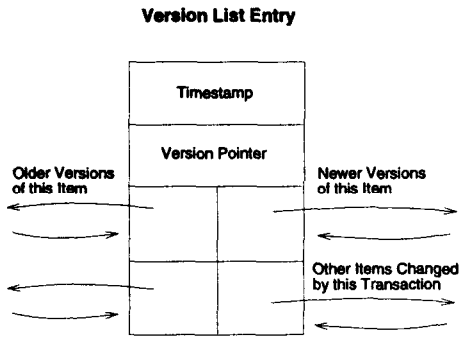 Version List Entry
Timestamp
Version Pointer
Older Versions
of this Item
Newer Versions
of this Item
Other Items Changed
by this Transaction